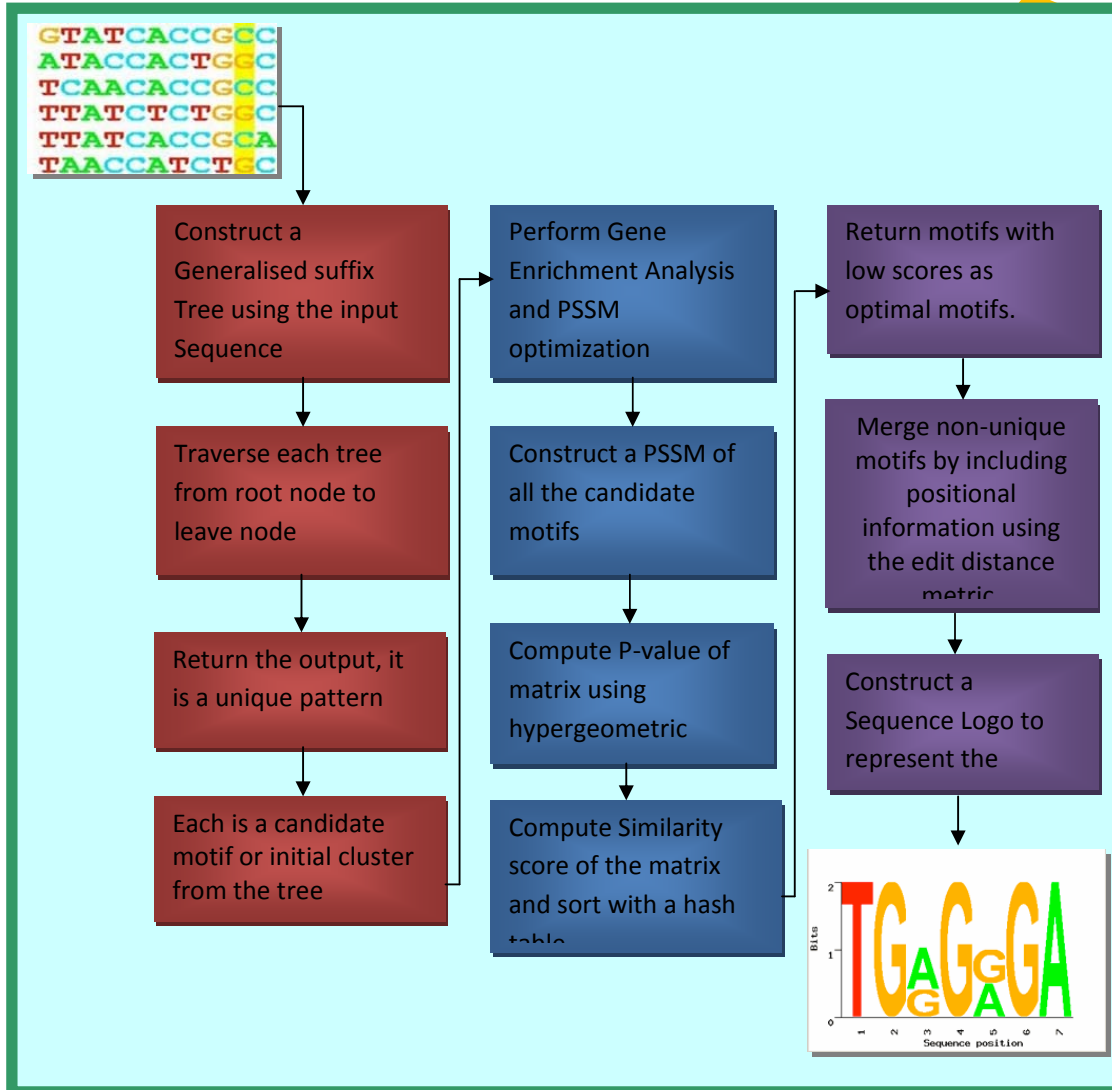 GTATCACCGCC
ATACCACTGGC
TCAACACCGCC
TTATCTCTGGC
TTATCACCGCA
TAACCATCTGC
Construct a
Generalised suffix
Tree using the input
Sequence
Traverse each tree
from root node to
leave node
Return the output, it
is a unique pattern
Each is a candidate
motif or initial cluster
from the tree
Perform Gene
Enrichment Analysis
and PSSM
optimization
Construct a PSSM of
all the candidate
motifs
Compute P-value of
matrix using
hypergeometric
Compute Similarity
score of the matrix
and sort with a hash
table
Return motifs with
low scores as
optimal motifs.
Merge non-unique
motifs by including
positional
information using
the edit distance
metric
Construct a
Sequence Logo to
represent the
2
Bits
1
0
TGAGGGA
G A
1 2 3 4 5 6 7
Sequence position